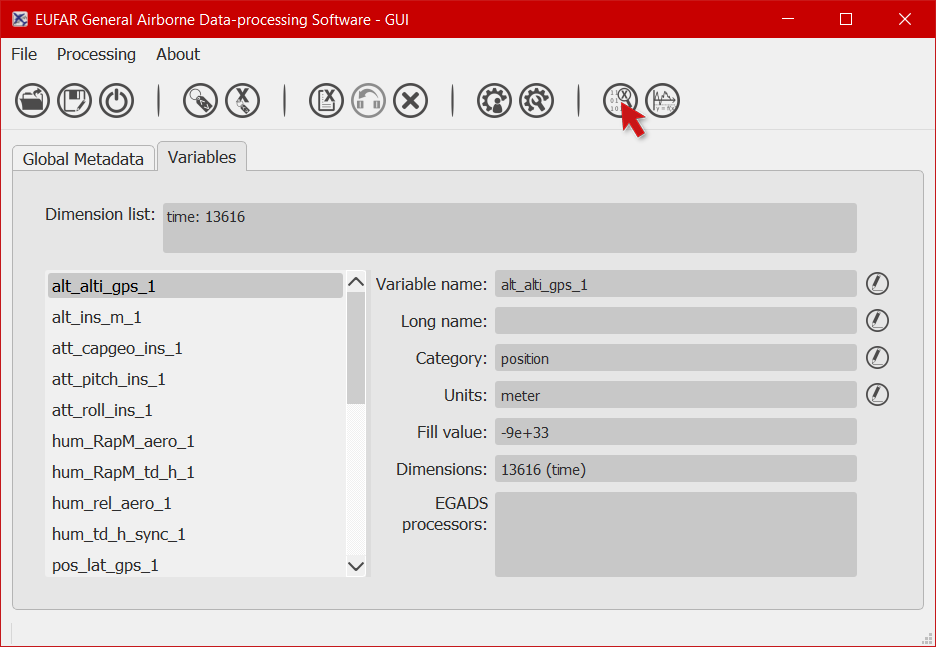 EUFAR General Airborne Data-processing Software - GUI
File Processing About
Global Metadata
Variables
Dimension list: time: 13616
alt_alti_gps_1
alt_ins_m_1
att_capgeo_ins_1
att_pitch_ins_1
att_roll_ins_1
hum_RapM_aero_1
hum_RapM_td_h_1
hum_rel_aero_1
hum_td_h_sync_1
pos_lat_gps_1
Variable name: alt_alti_gps_1
Long name:
Category: position
Units: meter
Fill value: -9e+33
Dimensions: 13616 (time)
EGADS
processors: